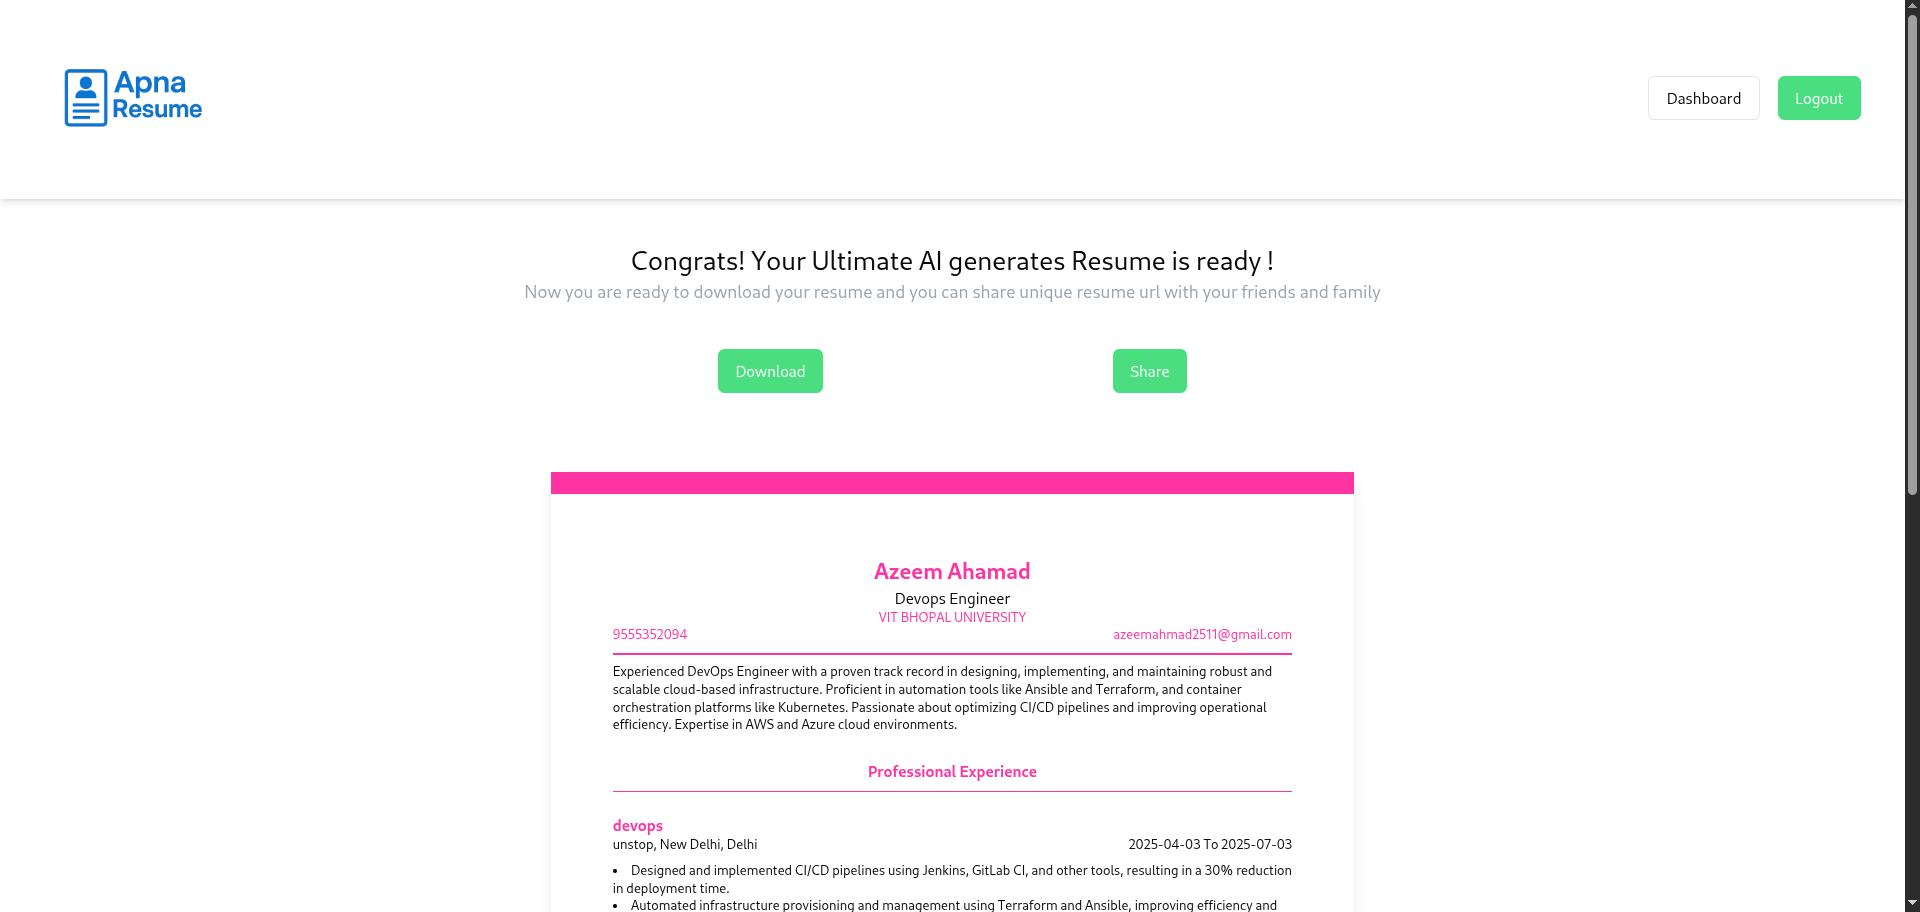 Apna
Resume
Dashboard
Logout
Congrats! Your Ultimate AI generates Resume is ready !
Now you are ready to download your resume and you can share unique resume url with your friends and family
Download
Share
Azeem Ahamad
Devops Engineer
VIT BHOPAL UNIVERSITY
9555352094
azeemahmad2511@gmail.com
Experienced DevOps Engineer with a proven track record in designing, implementing, and maintaining robust and
scalable cloud-based infrastructure. Proficient in automation tools like Ansible and Terraform, and container
orchestration platforms like Kubernetes. Passionate about optimizing CI/CD pipelines and improving operational
efficiency. Expertise in AWS and Azure cloud environments.
Professional Experience
devops
unstop, New Delhi, Delhi
2025-04-03 To 2025-07-03
• Designed and implemented CI/CD pipelines using Jenkins, GitLab CI, and other tools, resulting in a 30% reduction
in deployment time.
• Automated infrastructure provisioning and management using Terraform and Ansible, improving efficiency and